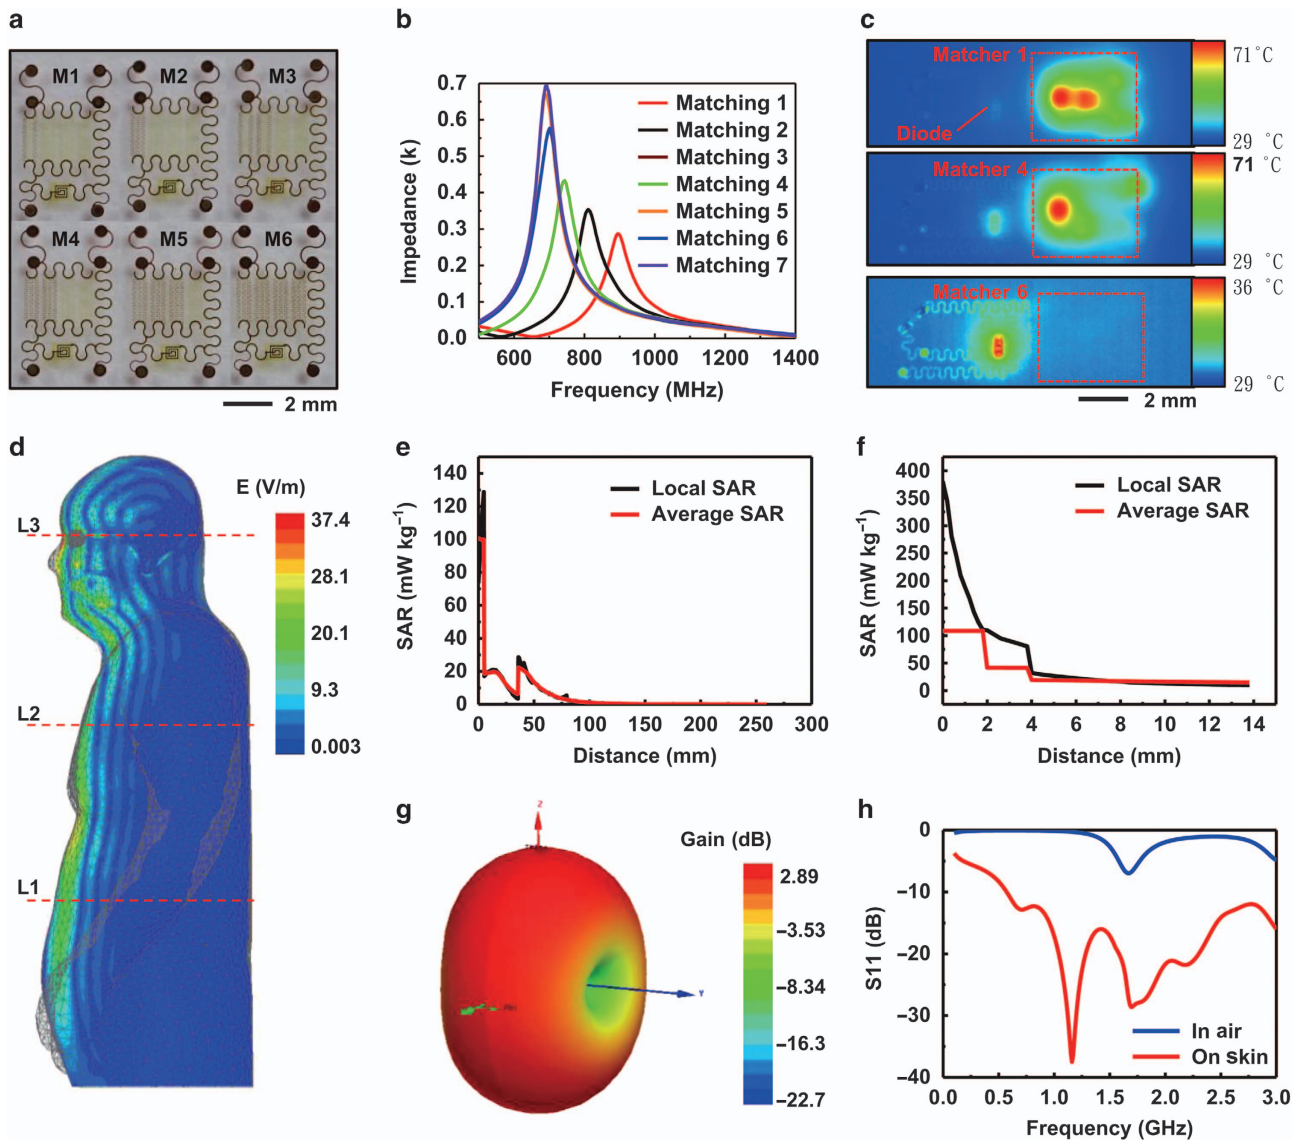 a
M1 M2 M3
M4 M5 M6
2 mm
b
0.7
0.6
0.5
0.4
0.3
0.2
0.1
0.0
Impedance (k)
Matching 1
Matching 2
Matching 3
Matching 4
Matching 5
Matching 6
Matching 7
600 800 1000 1200 1400
Frequency (MHz)
c
Matcher 1
Diode
71°C
29 °C
Matcher 4
71 °C
29 °C
Matcher 6
36 °C
29 °C
2 mm
d
E (V/m)
37.4
28.1
20.1
9.3
0.003
L3
L2
L1
e
140
120
100
80
60
40
20
0
SAR (mW kg⁻¹)
Local SAR
Average SAR
0 50 100 150 200 250 300
Distance (mm)
f
400
350
300
250
200
150
100
50
0
SAR (mW kg⁻¹)
Local SAR
Average SAR
0 2 4 6 8 10 12 14
Distance (mm)
g
Z
Y
Gain (dB)
2.89
−3.53
−8.34
−16.3
−22.7
h
0
−10
−20
−30
−40
S11 (dB)
In air
On skin
0.0 0.5 1.0 1.5 2.0 2.5 3.0
Frequency (GHz)